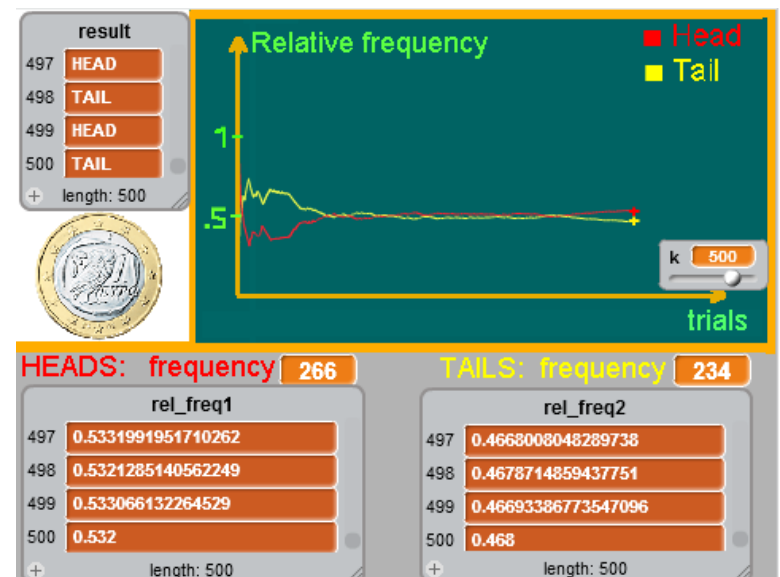 result
497 HEAD
498 TAIL
499 HEAD
500 TAIL
+ length: 500
Relative frequency
Head
Tail
1
.5
k 500
trials
HEADS: frequency 266
TAILS: frequency 234
rel_freq1
497 0.5331991951710262
498 0.5321285140562249
499 0.533066132264529
500 0.532
+ length: 500
rel_freq2
497 0.4668008048289738
498 0.4678714859437751
499 0.46693386773547096
500 0.468
+ length: 500